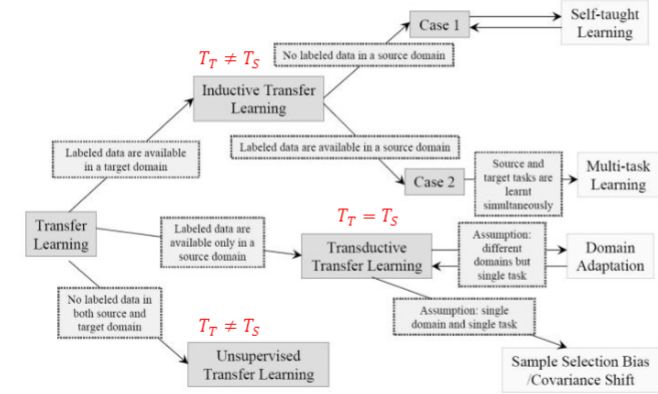 Case 1
Self-taught
Learning
No labeled data in a source domain
T_T ≠ T_S
Inductive Transfer
Learning
Labeled data are available
in a target domain
Labeled data are available in a source domain
Case 2
Source and
target tasks are
learnt
simultaneously
Multi-task
Learning
Transfer
Learning
Labeled data are
available only in a
source domain
T_T = T_S
Transductive
Transfer Learning
Assumption:
different
domains but
single task
Domain
Adaptation
No labeled data in
both source and
target domain
Assumption: single
domain and single task
T_T ≠ T_S
Unsupervised
Transfer Learning
Sample Selection Bias
/Covariance Shift